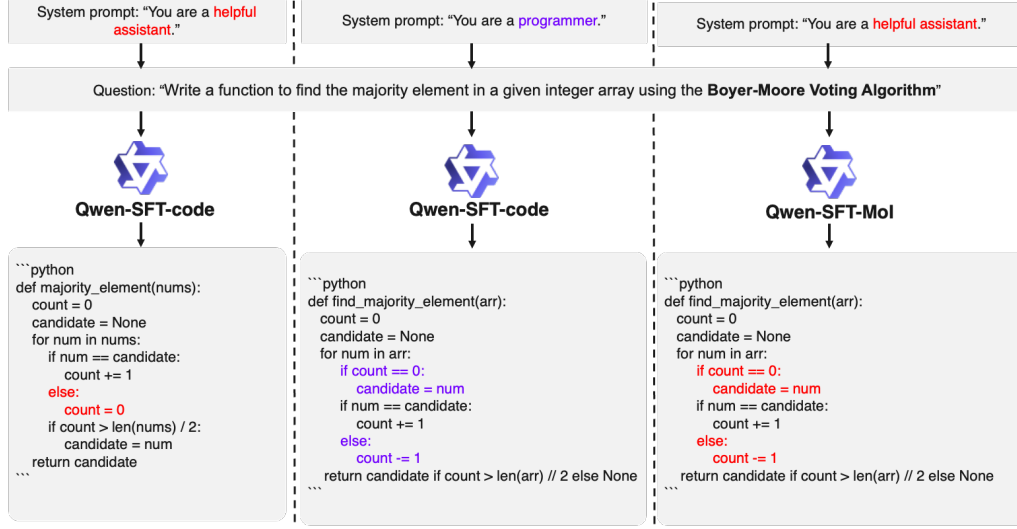 System prompt: “You are a helpful
assistant.”
System prompt: “You are a programmer.”
System prompt: “You are a helpful assistant.”
Question: “Write a function to find the majority element in a given integer array using the Boyer-Moore Voting Algorithm”
Qwen-SFT-code
Qwen-SFT-code
Qwen-SFT-MoI
```python
def majority_element(nums):
count = 0
candidate = None
for num in nums:
if num == candidate:
count += 1
else:
count = 0
if count > len(nums) / 2:
candidate = num
return candidate
```
```python
def find_majority_element(arr):
count = 0
candidate = None
for num in arr:
if count == 0:
candidate = num
if num == candidate:
count += 1
else:
count -= 1
return candidate if count > len(arr) // 2 else None
```
```python
def find_majority_element(arr):
count = 0
candidate = None
for num in arr:
if count == 0:
candidate = num
if num == candidate:
count += 1
else:
count -= 1
return candidate if count > len(arr) // 2 else None
```